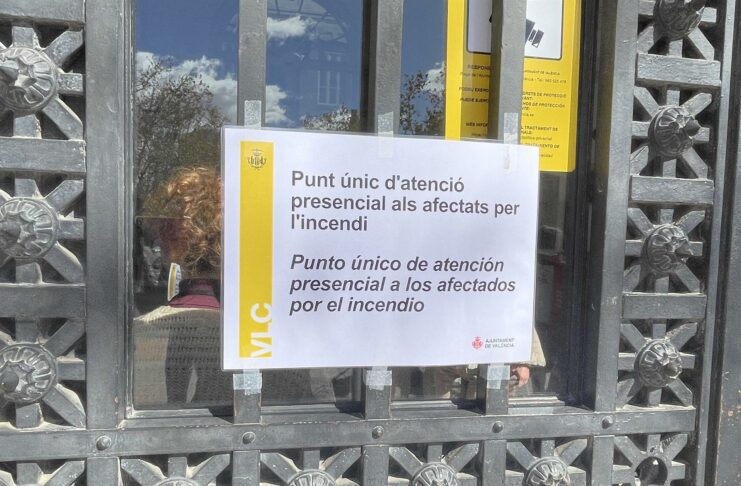 Punt únic d'atenció
presencial als afectats per
l'incendi
Punto único de atención
presencial a los afectados
por el incendio
VLC
AJUNTAMENT
DE VALÈNCIA